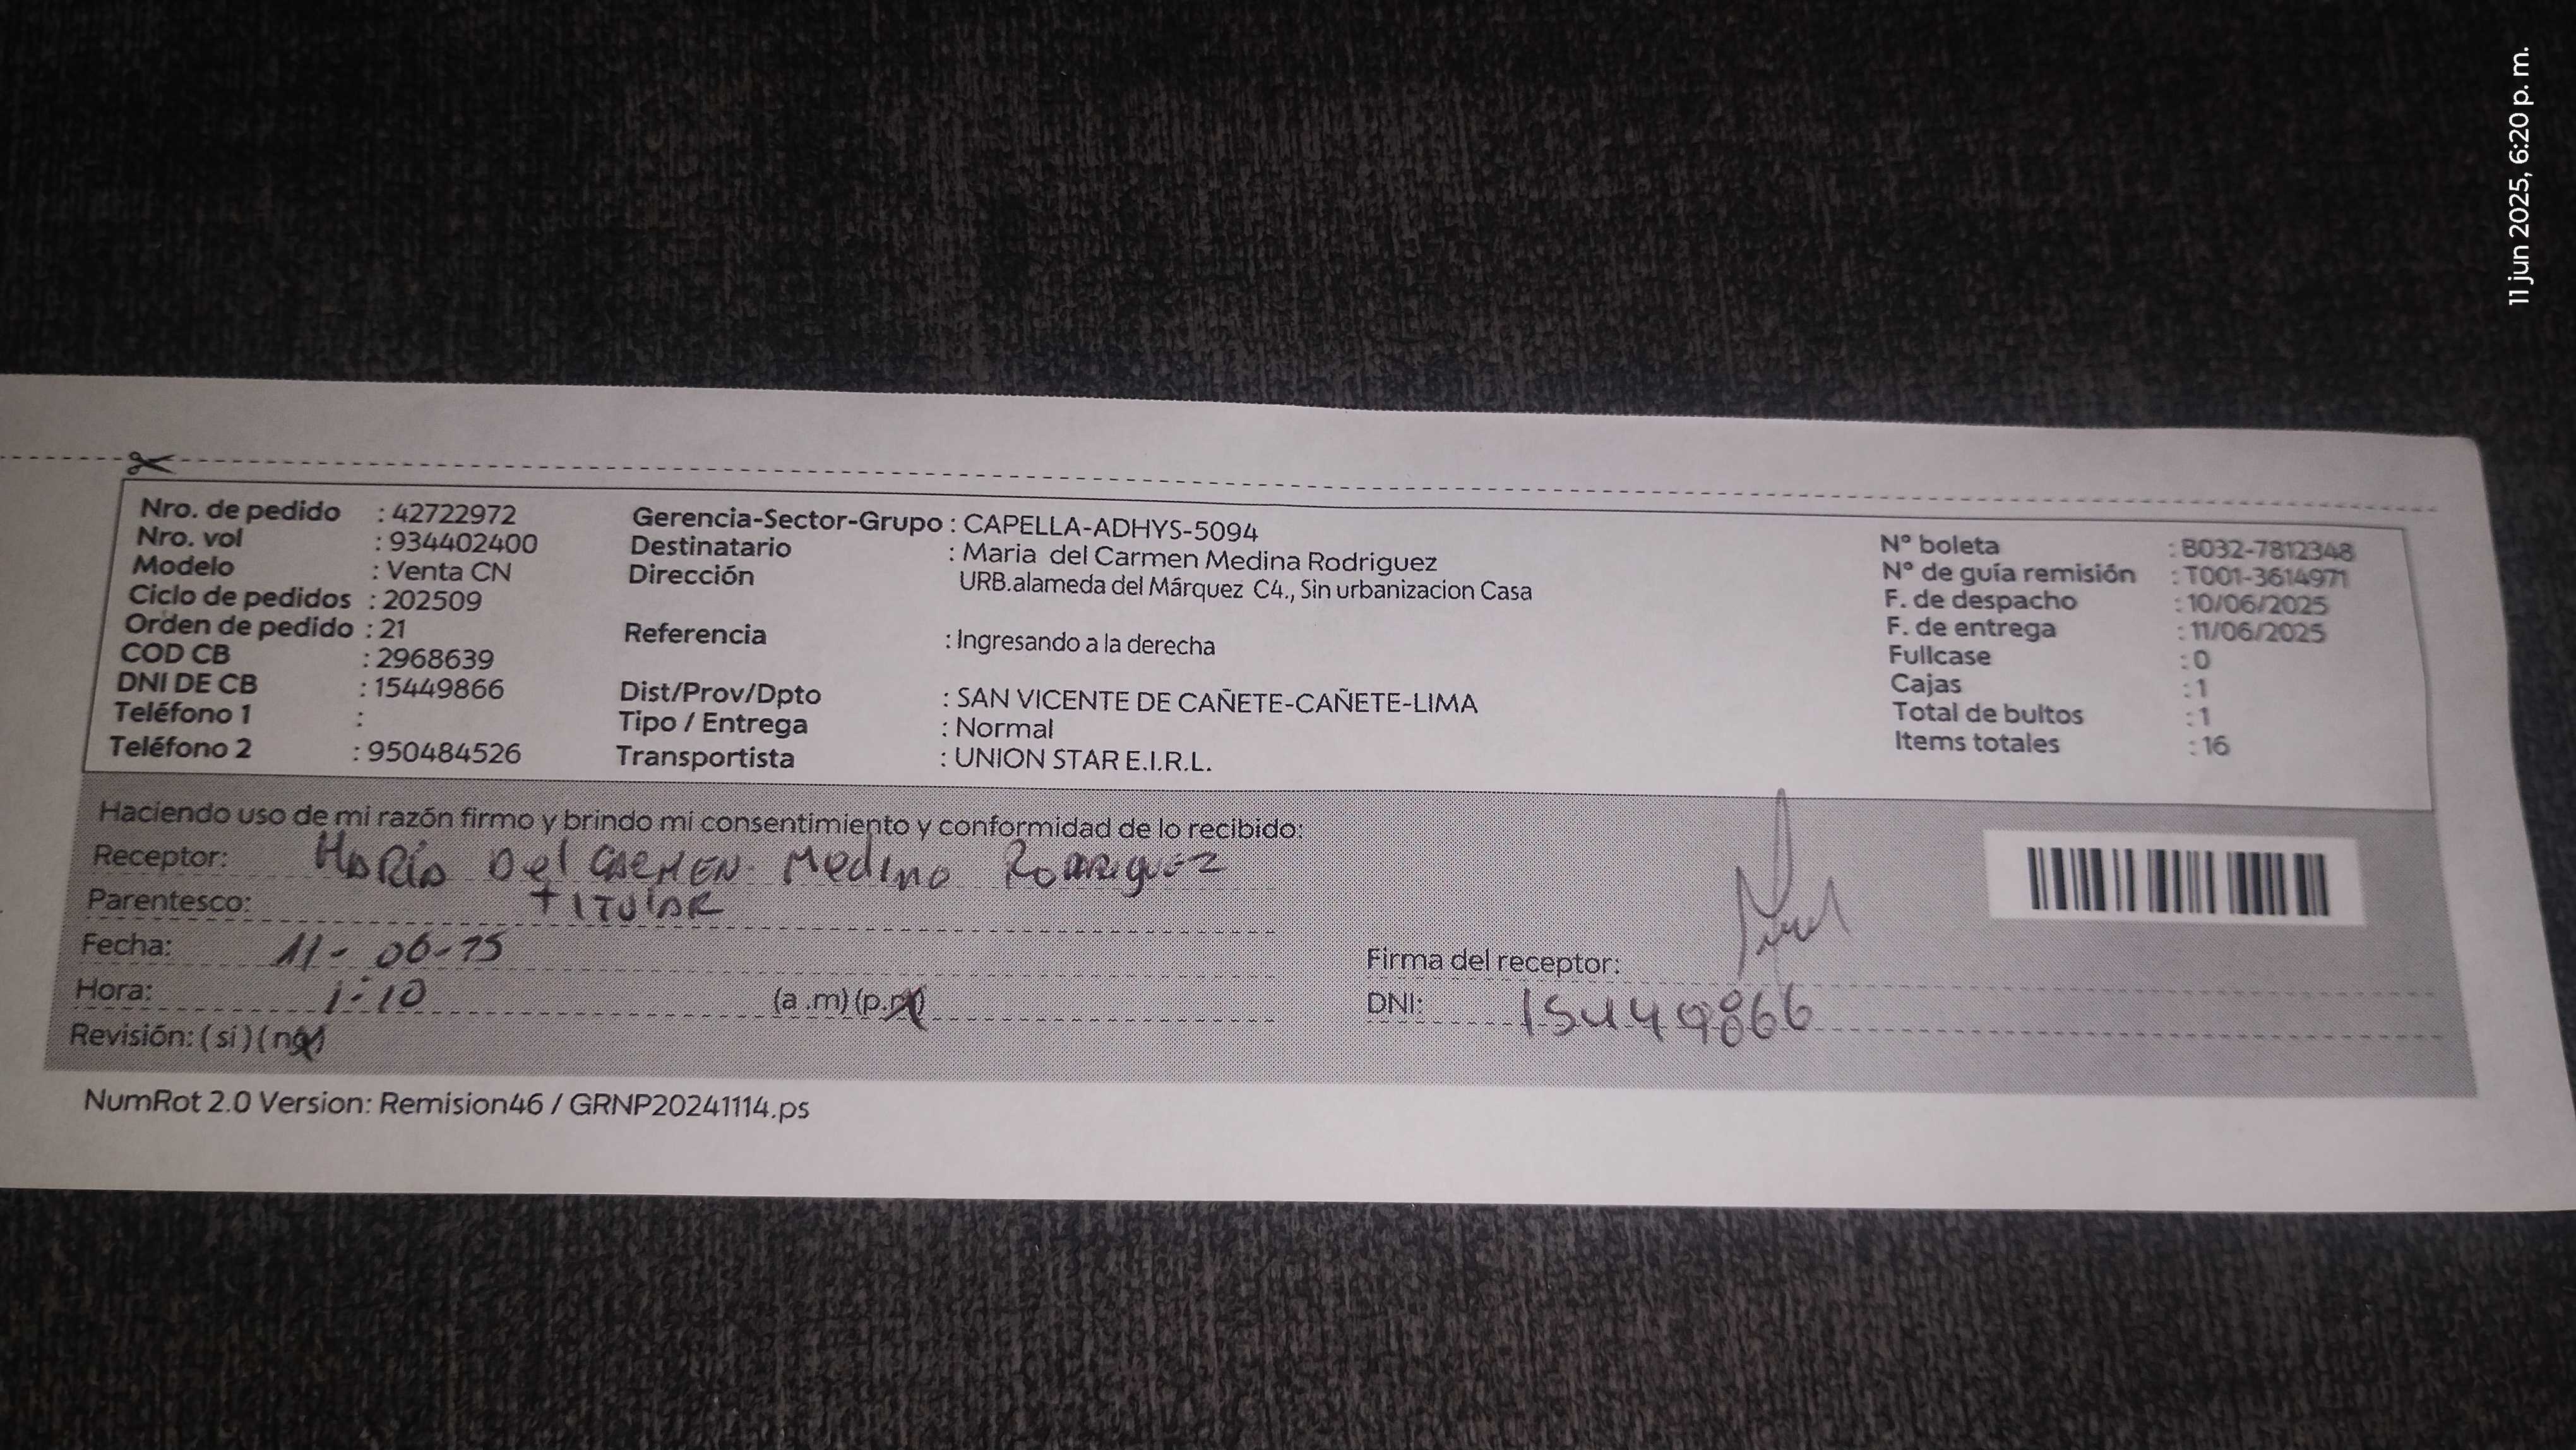 11 jun 2025, 6:20 p. m.
Nro. de pedido : 42722972
Nro. vol : 934402400
Modelo : Venta CN
Ciclo de pedidos : 202509
Orden de pedido : 21
COD CB : 2968639
DNI DE CB : 15449866
Teléfono 1 :
Teléfono 2 : 950484526
Gerencia-Sector-Grupo : CAPELLA-ADHYS-5094
Destinatario : Maria del Carmen Medina Rodriguez
Dirección URB.alameda del Márquez C4., Sin urbanizacion Casa
Referencia : Ingresando a la derecha
Dist/Prov/Dpto : SAN VICENTE DE CAÑETE-CAÑETE-LIMA
Tipo / Entrega : Normal
Transportista : UNION STAR E.I.R.L.
N° boleta : B032-7812348
N° de guía remisión : T001-3614971
F. de despacho : 10/06/2025
F. de entrega : 11/06/2025
Fullcase : 0
Cajas : 1
Total de bultos : 1
Items totales : 16
Haciendo uso de mi razón firmo y brindo mi consentimiento y conformidad de lo recibido:
Receptor: María Del Carmen Medina Rodriguez
Parentesco: Titular
Fecha: 11-06-25
Hora: 1:10 (a .m) (p.m)
Revisión: (si) (no)
Firma del receptor:
DNI: 15449866
NumRot 2.0 Version: Remision46 / GRNP20241114.ps